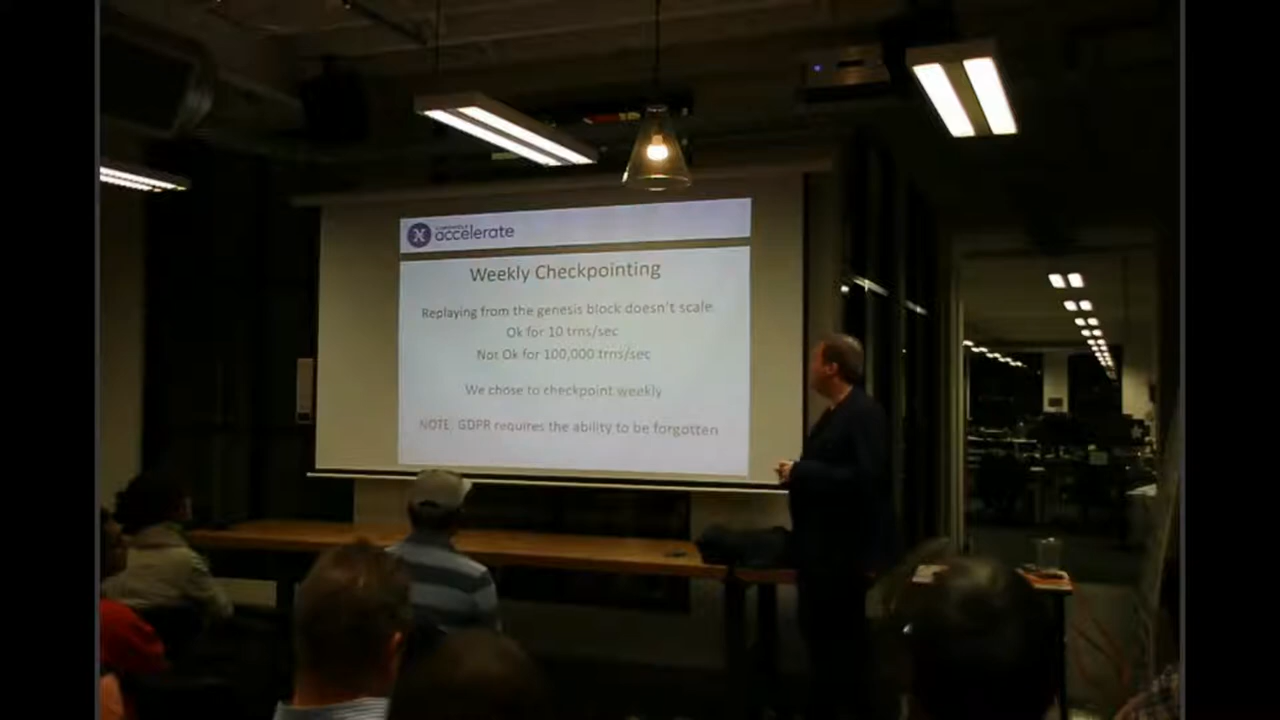 accelerate
Weekly Checkpointing
Replaying from the genesis block doesn't scale
Ok for 10 trns/sec
Not Ok for 100,000 trns/sec
We chose to checkpoint weekly
NOTE, GDPR requires the ability to be forgotten